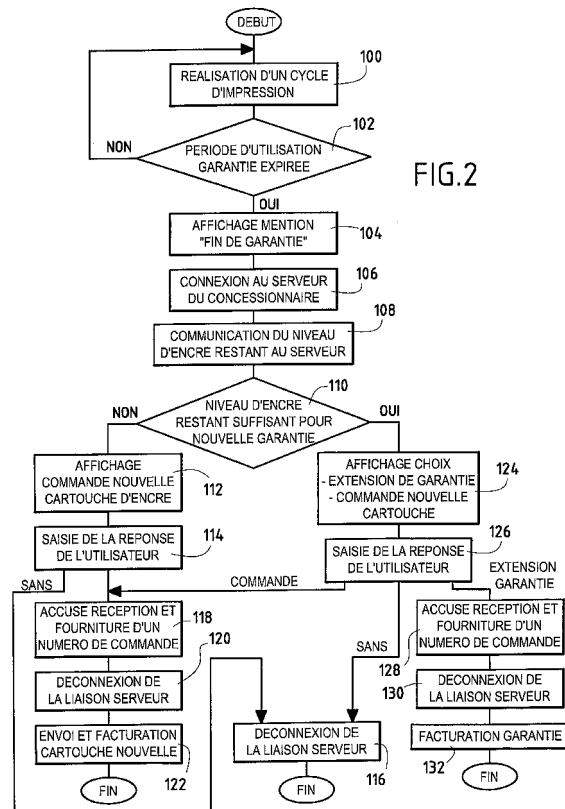 DEBUT
REALISATION D'UN CYCLE
D'IMPRESSION
100
PERIODE D'UTILISATION
GARANTIE EXPIREE
102
NON
OUI
FIG.2
AFFICHAGE MENTION
"FIN DE GARANTIE"
104
CONNEXION AU SERVEUR
DU CONCESSIONNAIRE
106
COMMUNICATION DU NIVEAU
D'ENCRE RESTANT AU SERVEUR
108
NIVEAU D'ENCRE
RESTANT SUFFISANT POUR
NOUVELLE GARANTIE
110
NON
OUI
AFFICHAGE
COMMANDE NOUVELLE
CARTOUCHE D'ENCRE
112
AFFICHAGE CHOIX
- EXTENSION DE GARANTIE
- COMMANDE NOUVELLE
CARTOUCHE
124
SAISIE DE LA REPONSE
DE L'UTILISATEUR
114
SAISIE DE LA REPONSE
DE L'UTILISATEUR
126
SANS
COMMANDE
SANS
EXTENSION
GARANTIE
ACCUSE RECEPTION ET
FOURNITURE D'UN
NUMERO DE COMMANDE
118
ACCUSE RECEPTION ET
FOURNITURE D'UN
NUMERO DE COMMANDE
128
DECONNEXION DE
LA LIAISON SERVEUR
120
DECONNEXION DE
LA LIAISON SERVEUR
130
ENVOI ET FACTURATION
CARTOUCHE NOUVELLE
122
DECONNEXION DE
LA LIAISON SERVEUR
116
FACTURATION GARANTIE
132
FIN
FIN
FIN